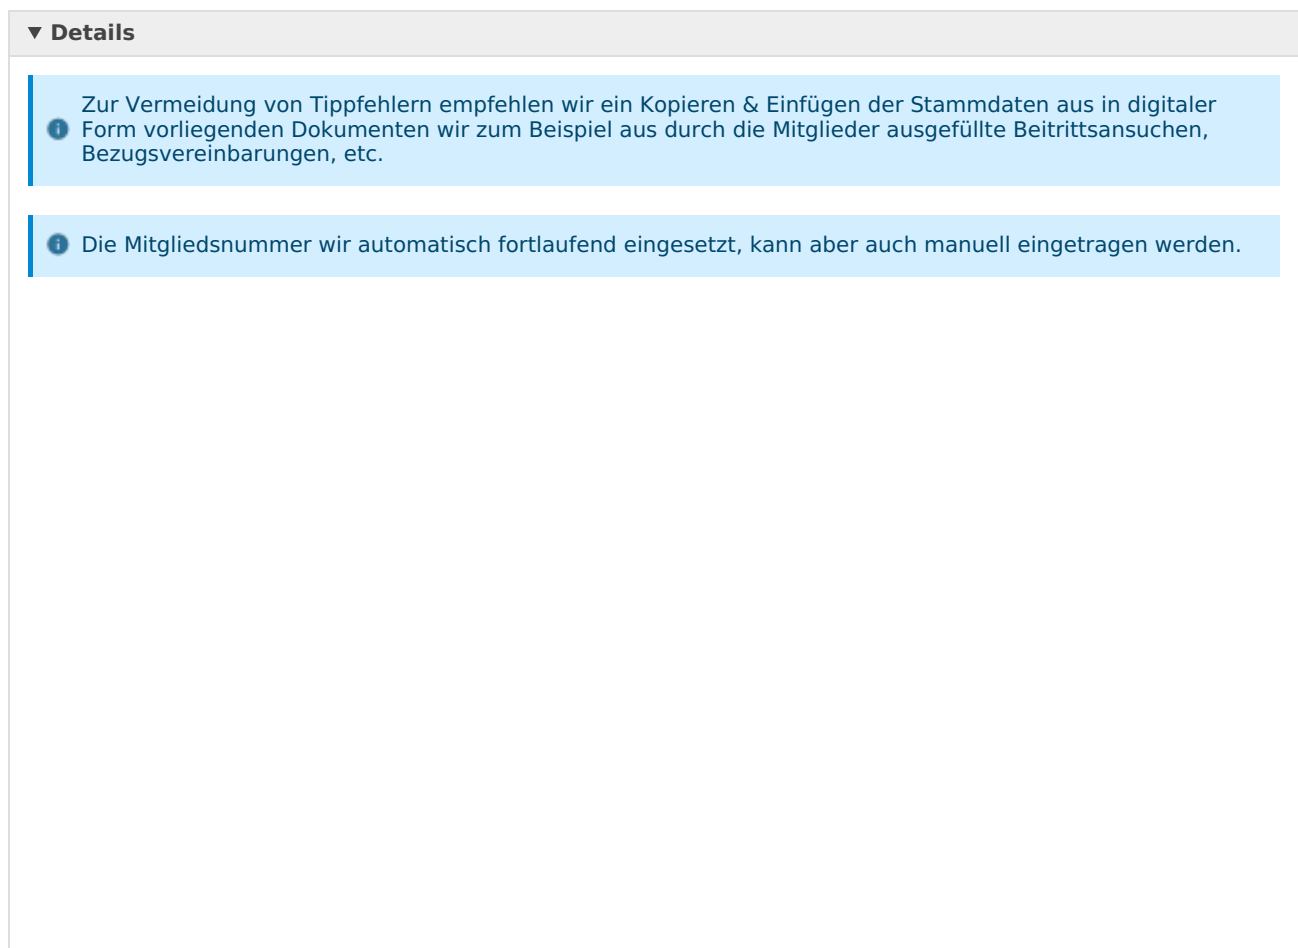 Details
Zur Vermeidung von Tippfehlern empfehlen wir ein Kopieren & Einfügen der Stammdaten aus in digitaler
Form vorliegenden Dokumenten wir zum Beispiel aus durch die Mitglieder ausgefüllte Beitrittsansuchen,
Bezugsvereinbarungen, etc.
Die Mitgliedsnummer wir automatisch fortlaufend eingesetzt, kann aber auch manuell eingetragen werden.